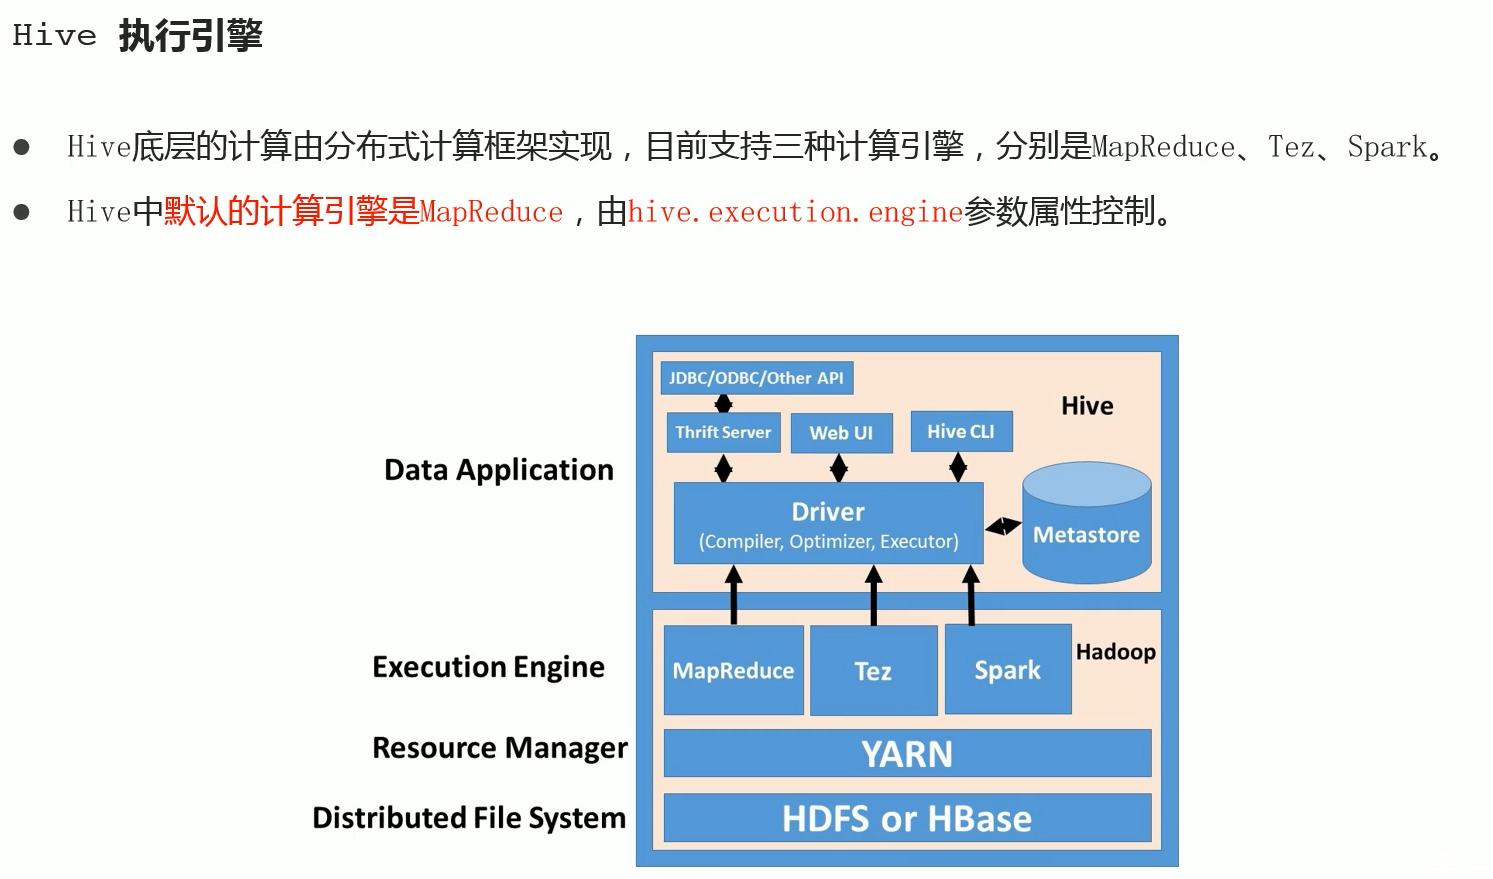 Hive 执行引擎
● Hive底层的计算由分布式计算框架实现，目前支持三种计算引擎，分别是MapReduce、Tez、Spark。
● Hive中默认的计算引擎是MapReduce，由hive.execution.engine参数属性控制。
JDBC/ODBC/Other API
Hive
Thrift Server
Web UI
Hive CLI
Data Application
Driver
(Compiler, Optimizer, Executor)
Metastore
Execution Engine
MapReduce
Tez
Spark
Hadoop
Resource Manager
YARN
Distributed File System
HDFS or HBase